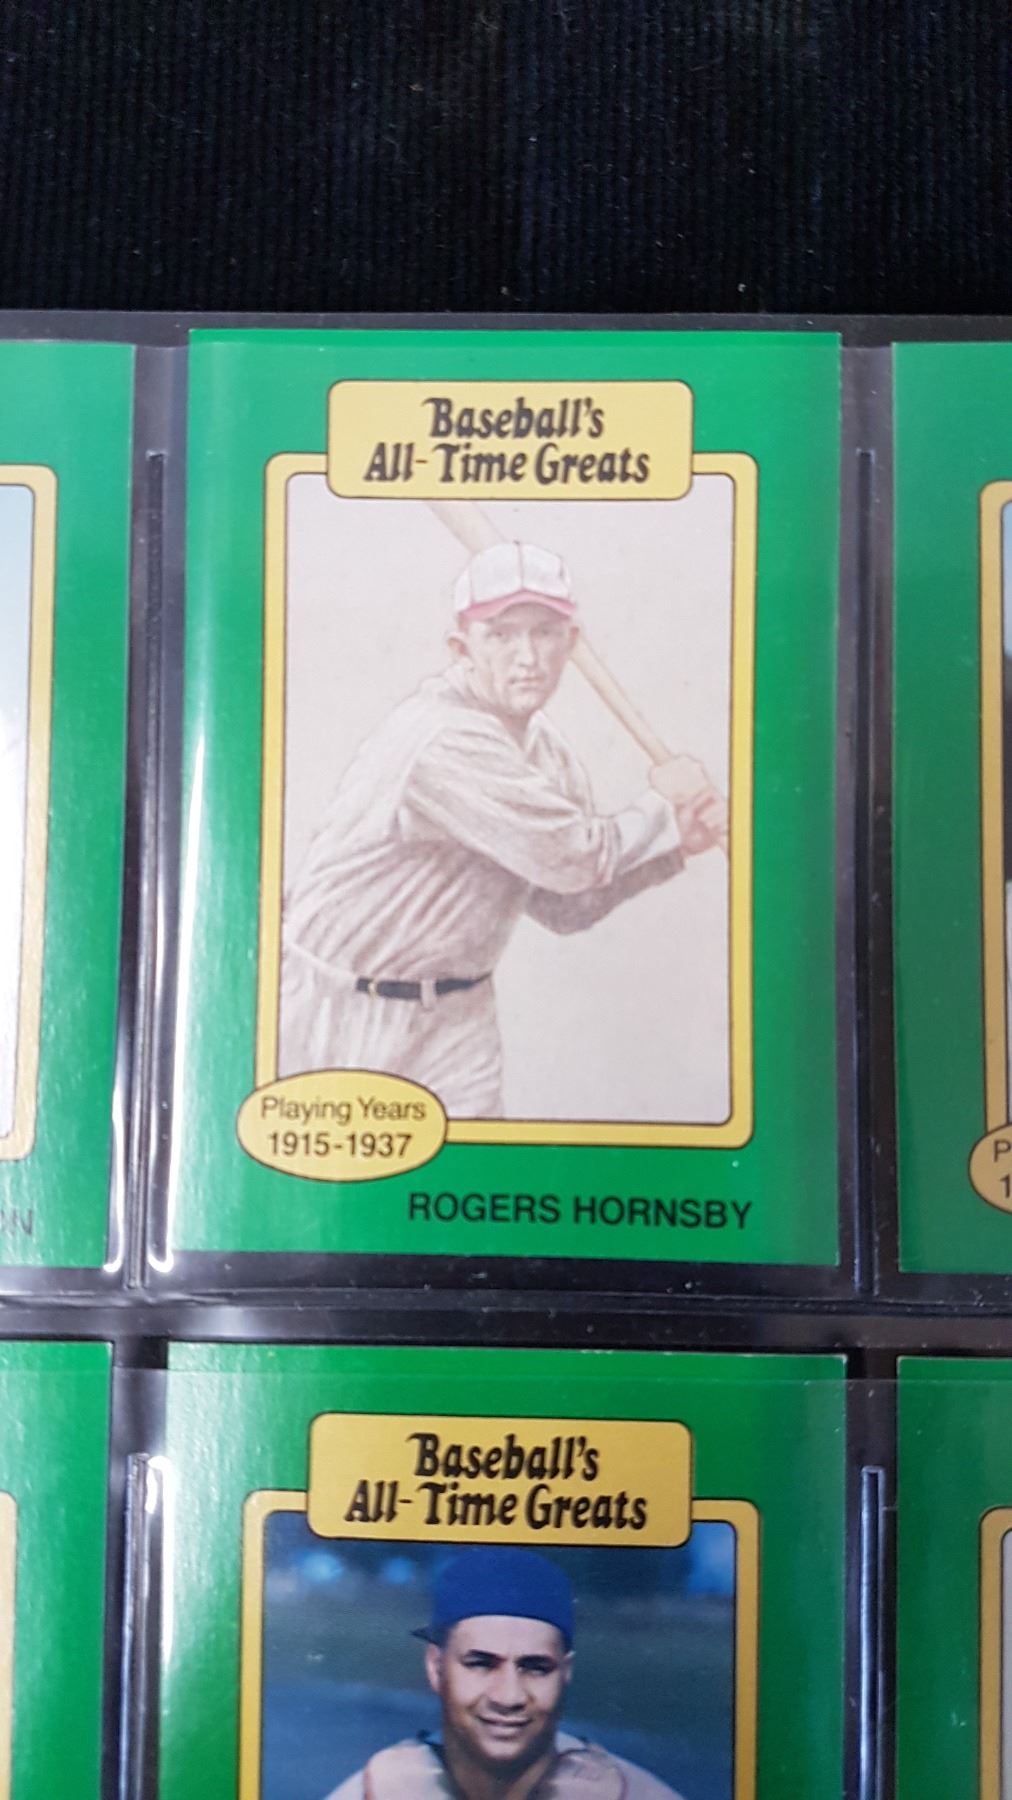 Baseball's
All-Time Greats
Playing Years
1915-1937
ROGERS HORNSBY
Baseball's
All-Time Greats